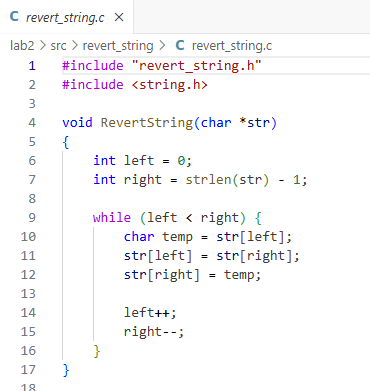 C revert_string.c ×
lab2 > src > revert_string > C revert_string.c
1 #include "revert_string.h"
2 #include <string.h>
3
4 void RevertString(char *str)
5 {
6 int left = 0;
7 int right = strlen(str) - 1;
8
9 while (left < right) {
10 char temp = str[left];
11 str[left] = str[right];
12 str[right] = temp;
13
14 left++;
15 right--;
16 }
17 }
18